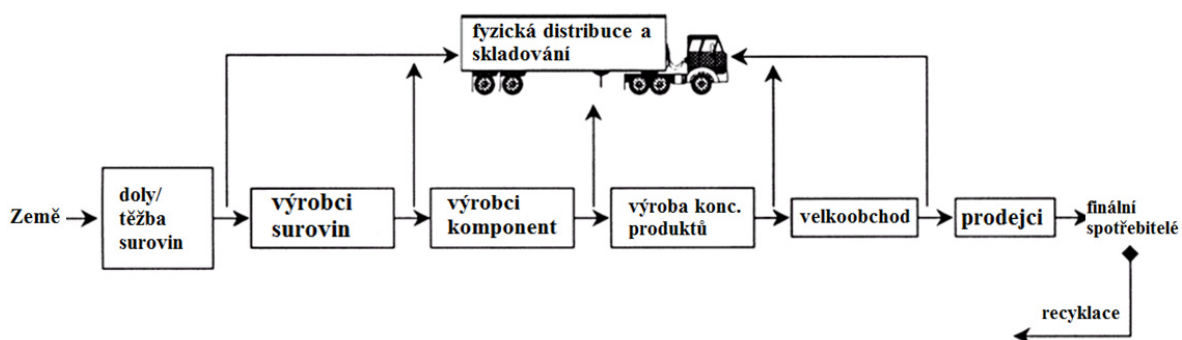 fyzická distribuce a
skladování
Země
doly/
těžba
surovin
výrobci
surovin
výrobci
komponent
výroba konc.
produktů
velkoobchod
prodejci
finální
spotřebitelé
recyklace